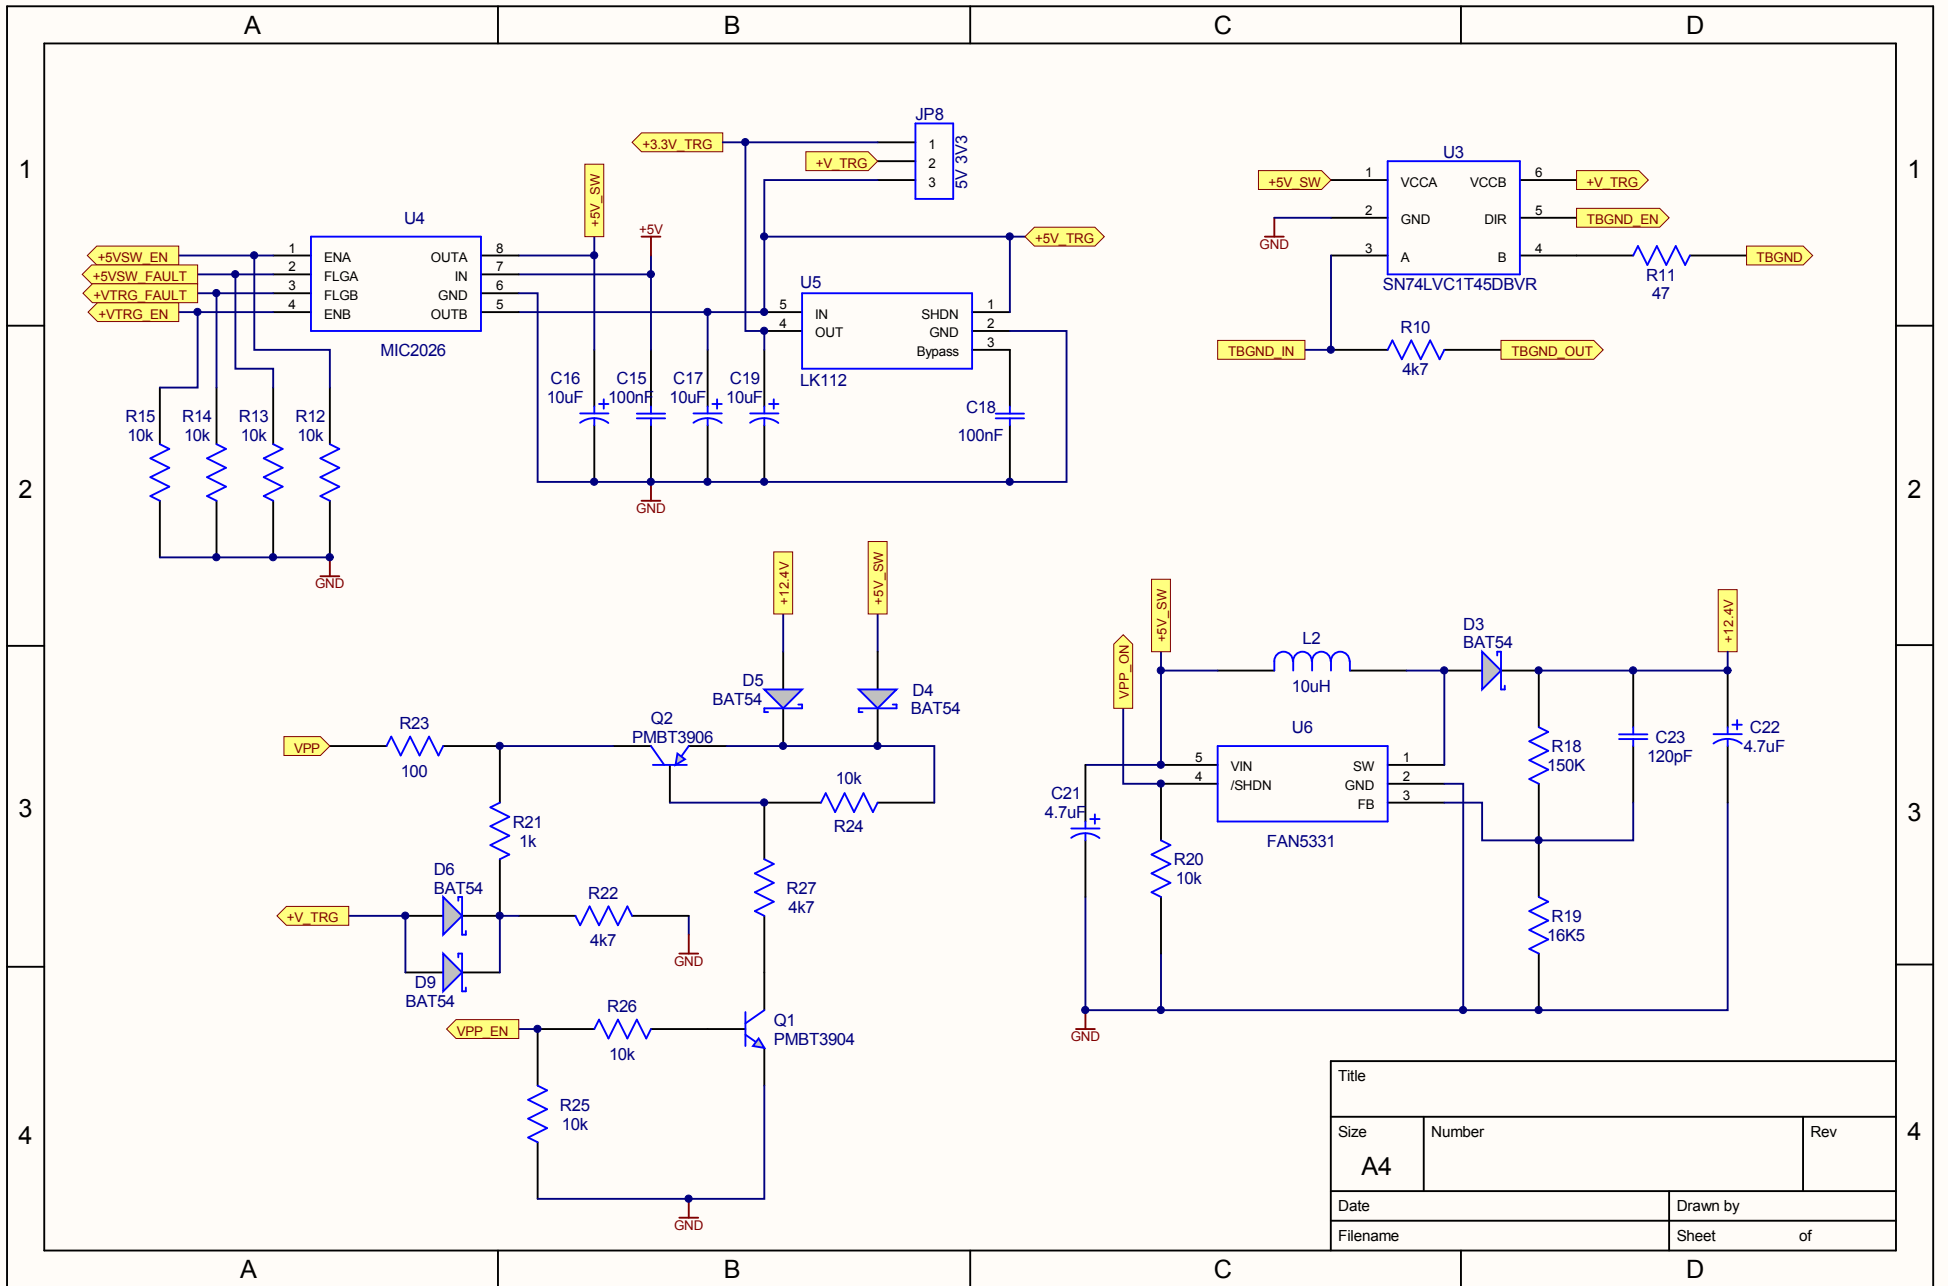 A
B
C
D
1
2
3
4
1
2
3
4
A
B
C
D
+5VSW_EN
+5VSW_FAULT
+VTRG_FAULT
+VTRG_EN
U4
1 ENA OUTA 8
2 FLGA IN 7
3 FLGB GND 6
4 ENB OUTB 5
MIC2026
R15
10k
R14
10k
R13
10k
R12
10k
GND
+5V_SW
+5V
+3.3V_TRG
+V_TRG
JP8
1
2
3
5V 3V3
+5V_TRG
U5
5 IN SHDN 1
4 OUT GND 2
Bypass 3
LK112
C16
10uF
C15
100nF
C17
10uF
C19
10uF
C18
100nF
GND
U3
+5V_SW
1 VCCA VCCB 6
+V_TRG
2 GND DIR 5
TBGND_EN
GND
3 A B 4
SN74LVC1T45DBVR
R11
47
TBGND
TBGND_IN
R10
4k7
TBGND_OUT
+12.4V
+5V_SW
D5
BAT54
D4
BAT54
VPP
R23
100
Q2
PMBT3906
10k
R24
R21
1k
D6
BAT54
+V_TRG
R22
4k7
GND
D9
BAT54
R27
4k7
VPP_EN
R26
10k
Q1
PMBT3904
R25
10k
GND
VPP_ON
+5V_SW
L2
10uH
D3
BAT54
+12.4V
U6
5 VIN SW 1
4 /SHDN GND 2
FB 3
FAN5331
C21
4.7uF
R20
10k
R18
150K
C23
120pF
C22
4.7uF
R19
16K5
GND
Title
Size
A4
Number
Rev
Date
Drawn by
Filename
Sheet of